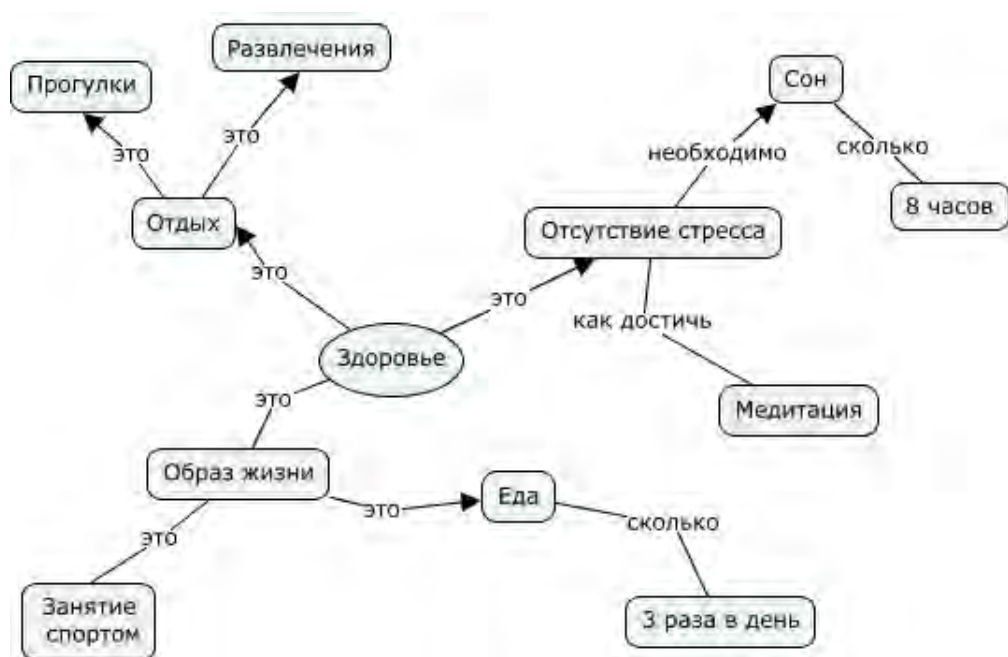 Развлечения
Прогулки
Сон
это
это
необходимо
сколько
Отдых
8 часов
Отсутствие стресса
это
это
как достичь
Здоровье
это
Медитация
Образ жизни
Еда
это
сколько
это
Занятие
спортом
3 раза в день